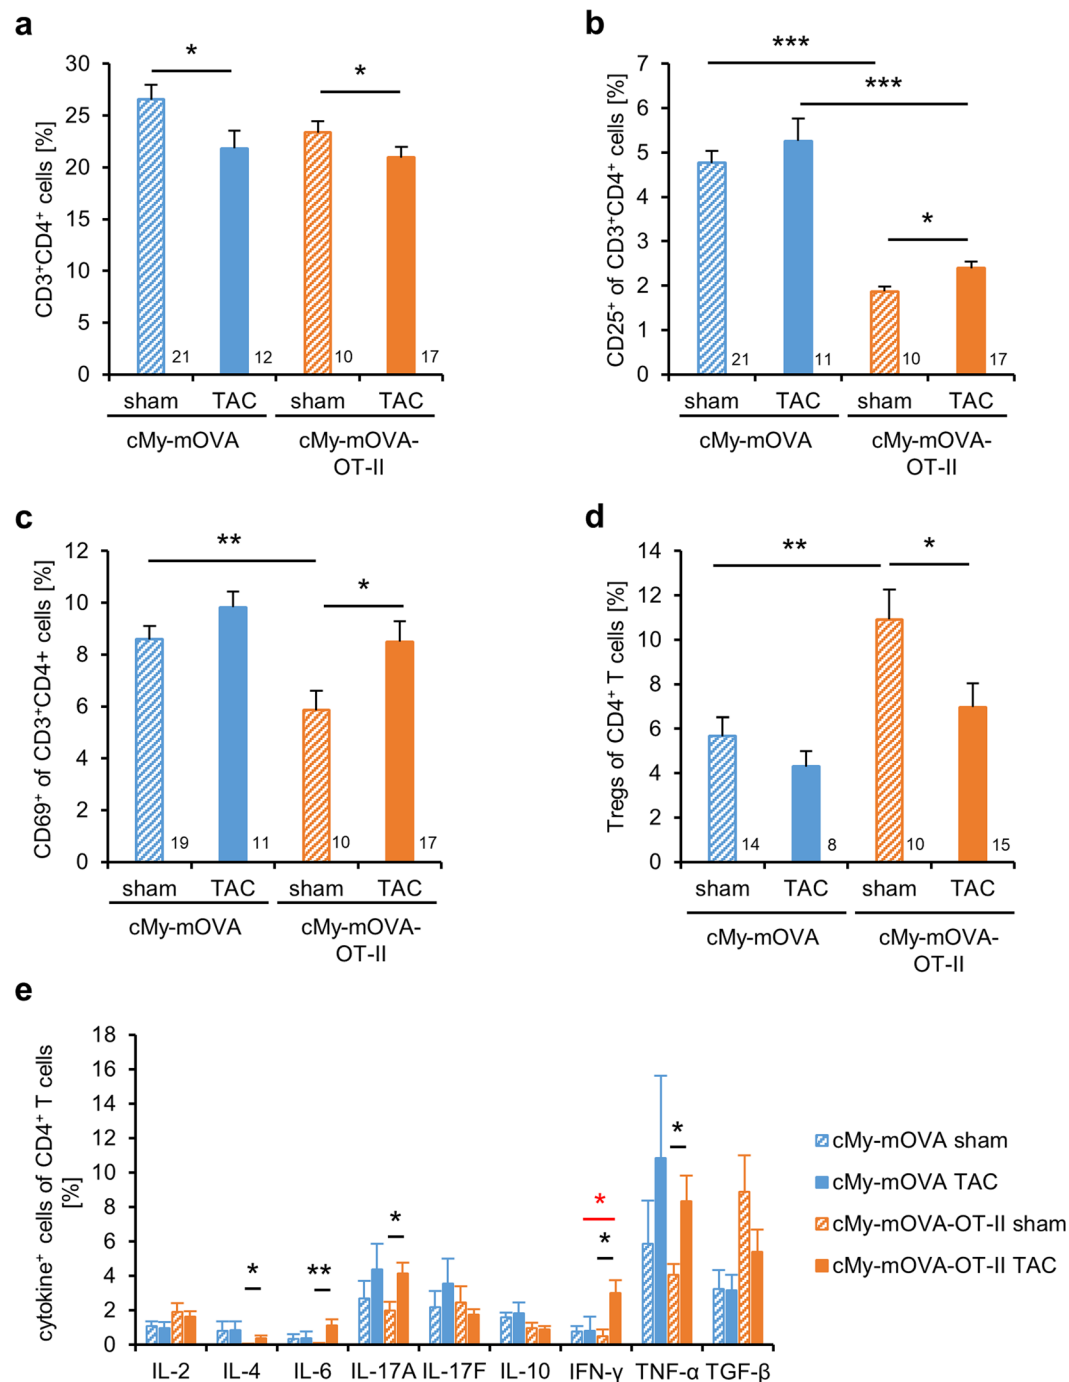 a
CD3⁺CD4⁺ cells [%]
30
25
20
15
10
5
0
*
*
21
12
10
17
sham TAC sham TAC
cMy-mOVA cMy-mOVA-
OT-II
b
CD25⁺ of CD3⁺CD4⁺ cells [%]
7
6
5
4
3
2
1
0
***
***
*
21
11
10
17
sham TAC sham TAC
cMy-mOVA cMy-mOVA-
OT-II
c
CD69⁺ of CD3⁺CD4+ cells [%]
12
10
8
6
4
2
0
**
*
19
11
10
17
sham TAC sham TAC
cMy-mOVA cMy-mOVA-
OT-II
d
Tregs of CD4⁺ T cells [%]
14
12
10
8
6
4
2
0
**
*
14
8
10
15
sham TAC sham TAC
cMy-mOVA cMy-mOVA-
OT-II
e
cytokine⁺ cells of CD4⁺ T cells
[%]
18
16
14
12
10
8
6
4
2
0
*
**
*
*
*
*
IL-2 IL-4 IL-6 IL-17A IL-17F IL-10 IFN-γ TNF-α TGF-β
cMy-mOVA sham
cMy-mOVA TAC
cMy-mOVA-OT-II sham
cMy-mOVA-OT-II TAC